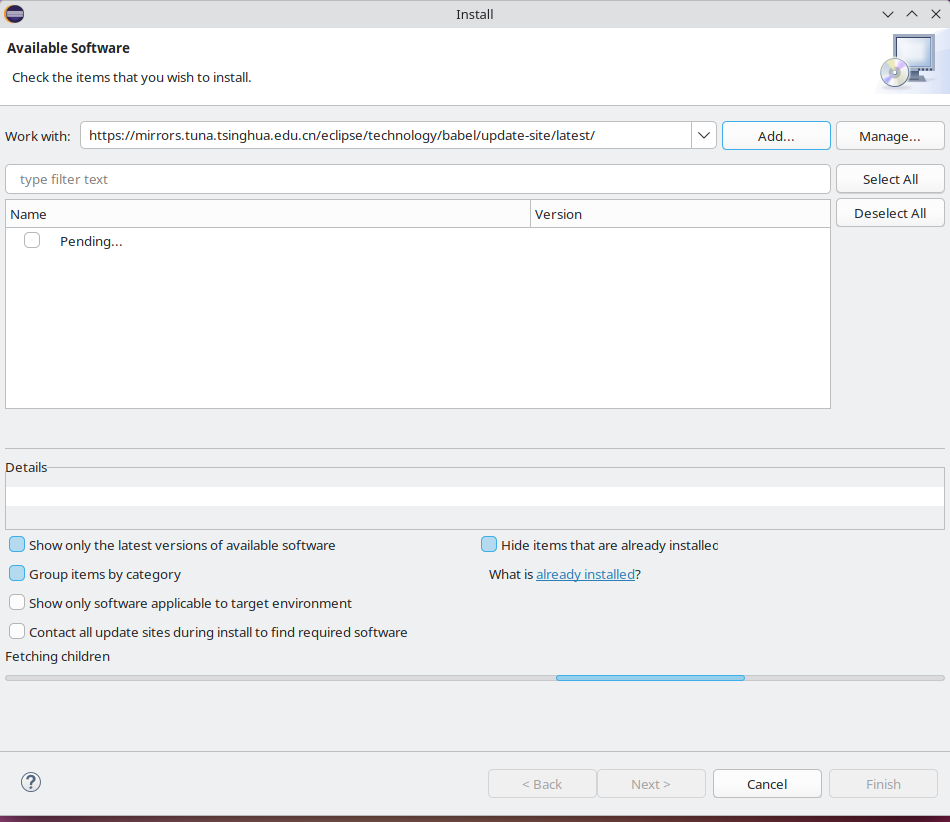 Install
Available Software
Check the items that you wish to install.
Work with: https://mirrors.tuna.tsinghua.edu.cn/eclipse/technology/babel/update-site/latest/ Add... Manage...
type filter text Select All
Name Version Deselect All
Pending...
Details
Show only the latest versions of available software Hide items that are already installed
Group items by category What is already installed?
Show only software applicable to target environment
Contact all update sites during install to find required software
Fetching children
? < Back Next > Cancel Finish